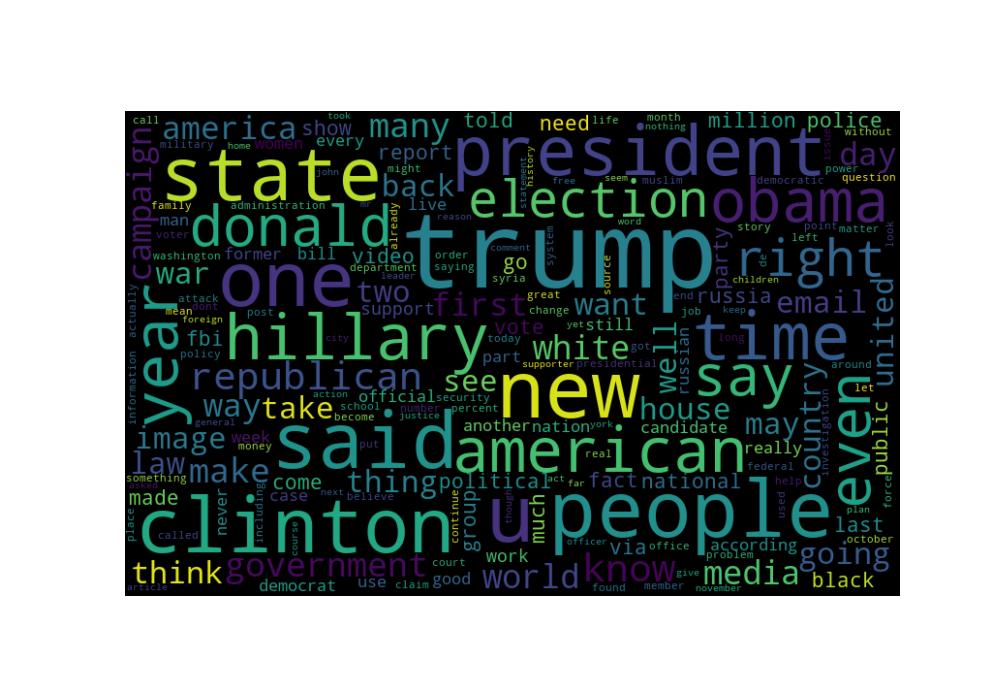 call
took
america
show
many
told
need
life
month
nothing
million
police
without
military
home
women
every
report
president
day
issue
campaign
state
john
might
back
history
statement
free
seem
muslim
democratic
power
question
family
administration
mr
live
election
obama
man
voter
donald
already
trump
reason
word
story
point
left
matter
look
washington
former
bill
video
order
saying
comment
system
go
source
party
de
right
war
department
leader
syria
children
actually
attack
dont
one
two
support
first
great
change
want
end
russia
email
united
mean
foreign
post
job
keep
year
fbi
policy
city
hillary
vote
yet
still
today
got
white
part
presidential
supporter
well
russian
time
long
around
let
information
republican
see
say
country
even
action
official
security
new
way
take
school
number
percent
become
justice
house
general
image
week
money
said
another
nation
york
candidate
may
really
investigation
public
law
make
put
american
real
federal
something
come
thing
political
act
far
fact
national
help
used
force
made
never
including
case
next
believe
continue
group
u
though
much
people
plan
place
asked
clinton
course
last
october
called
officer
via
office
according
problem
going
think
government
court
work
world
know
give
media
black
article
democrat
use
claim
good
found
member
november